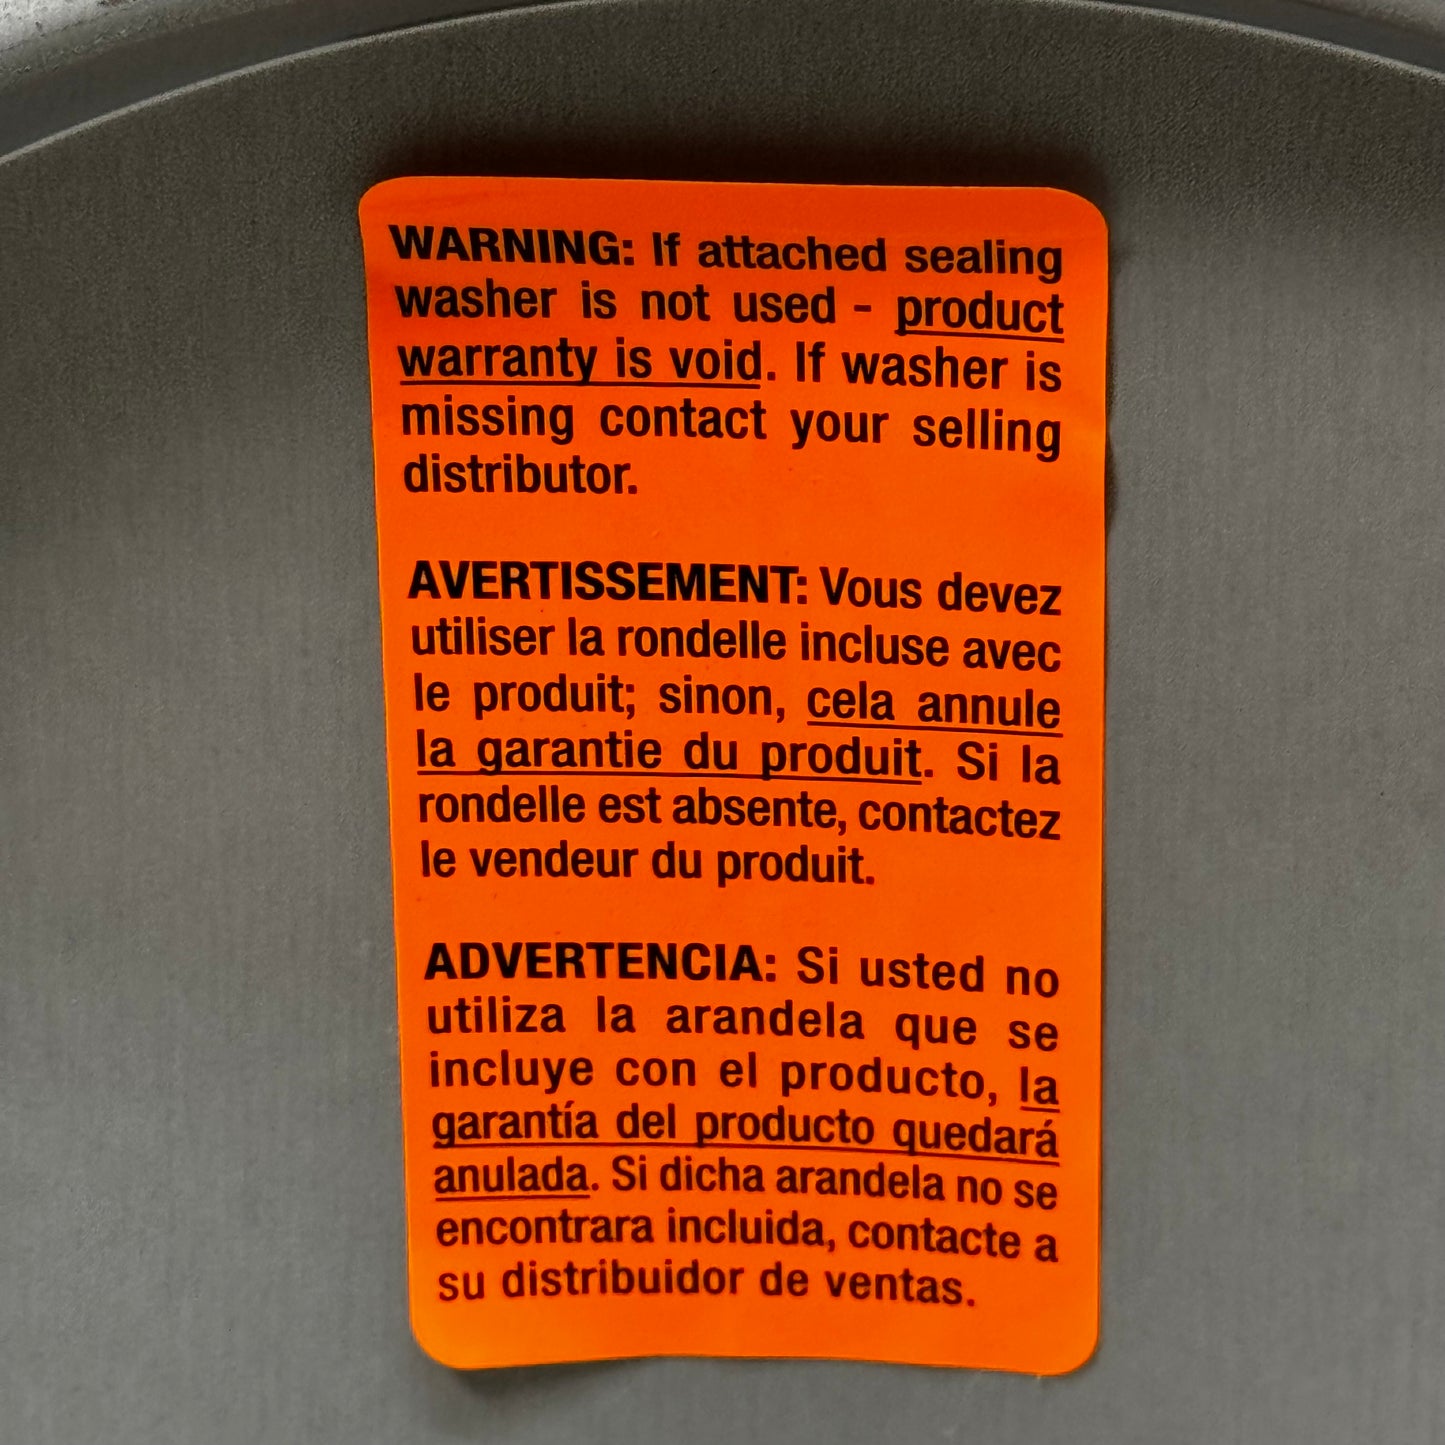 WARNING: If attached sealing
washer is not used - product
warranty is void. If washer is
missing contact your selling
distributor.
AVERTISSEMENT: Vous devez
utiliser la rondelle incluse avec
le produit; sinon, cela annule
la garantie du produit. Si la
rondelle est absente, contactez
le vendeur du produit.
ADVERTENCIA: Si usted no
utiliza la arandela que se
incluye con el producto, la
garantía del producto quedará
anulada. Si dicha arandela no se
encontrara incluida, contacte a
su distribuidor de ventas.